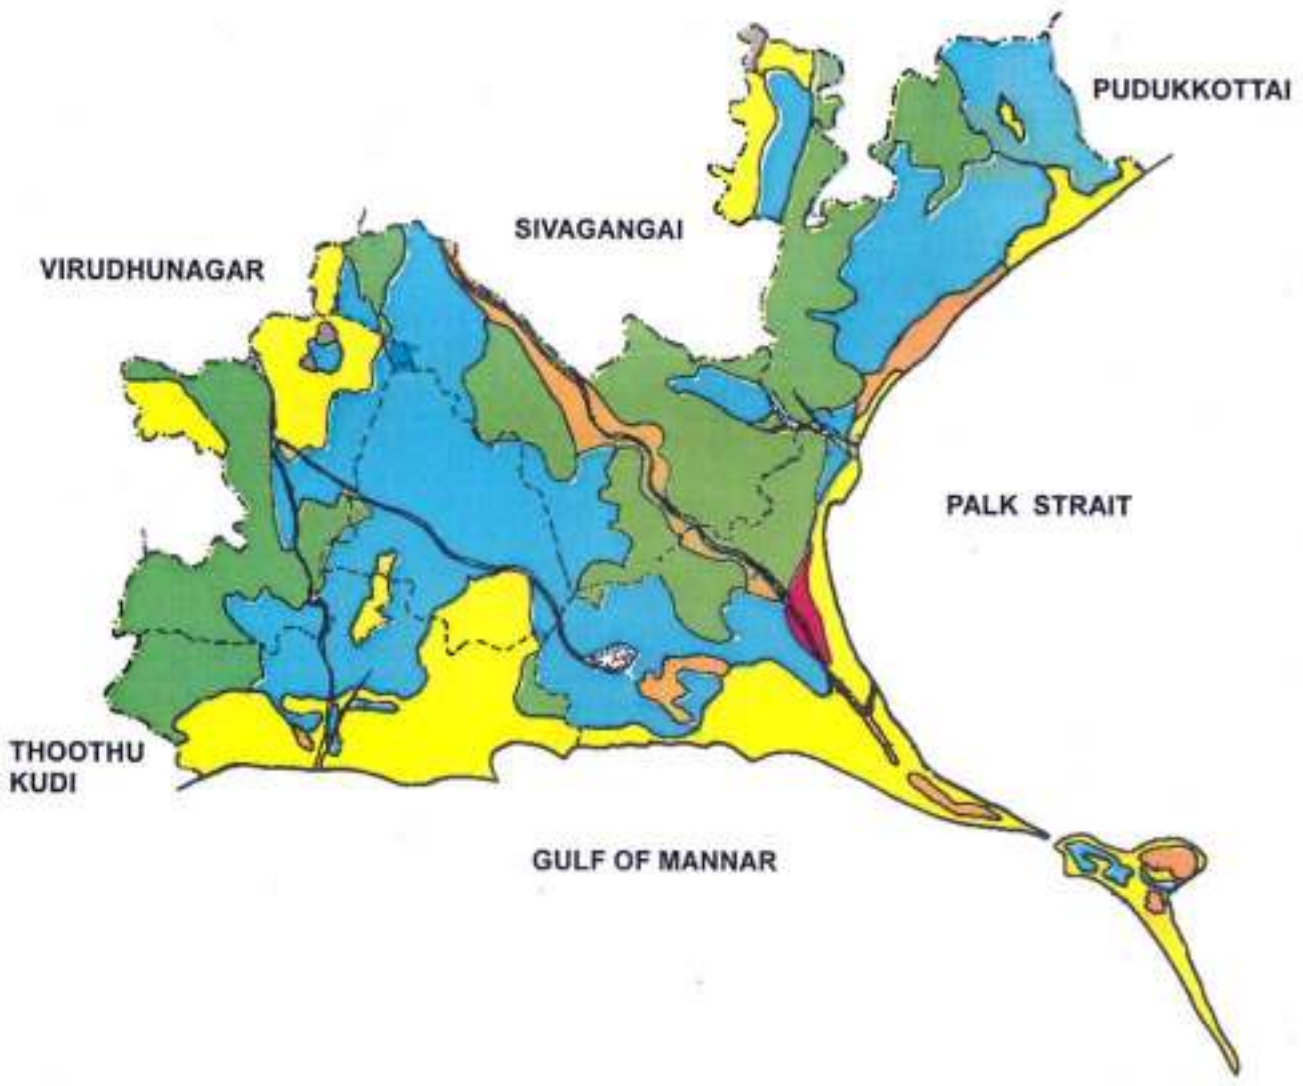 PUDUKKOTTAI
SIVAGANGAI
VIRUDHUNAGAR
PALK STRAIT
THOOTHU
KUDI
GULF OF MANNAR